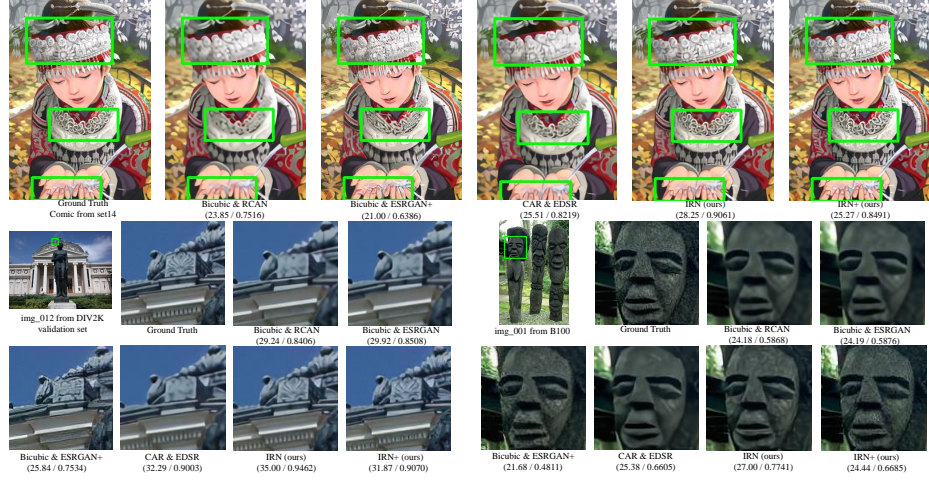 Ground Truth
Comic from set14
Bicubic & RCAN
(23.85 / 0.7516)
Bicubic & ESRGAN+
(21.00 / 0.6386)
CAR & EDSR
(25.51 / 0.8219)
IRN (ours)
(28.25 / 0.9061)
IRN+ (ours)
(25.27 / 0.8491)
img_012 from DIV2K
validation set
Ground Truth
Bicubic & RCAN
(29.24 / 0.8406)
Bicubic & ESRGAN
(29.92 / 0.8508)
img_001 from B100
Ground Truth
Bicubic & RCAN
(24.18 / 0.5868)
Bicubic & ESRGAN
(24.19 / 0.5876)
Bicubic & ESRGAN+
(25.84 / 0.7534)
CAR & EDSR
(32.29 / 0.9003)
IRN (ours)
(35.00 / 0.9462)
IRN+ (ours)
(31.87 / 0.9070)
Bicubic & ESRGAN+
(21.68 / 0.4811)
CAR & EDSR
(25.38 / 0.6605)
IRN (ours)
(27.00 / 0.7741)
IRN+ (ours)
(24.44 / 0.6685)